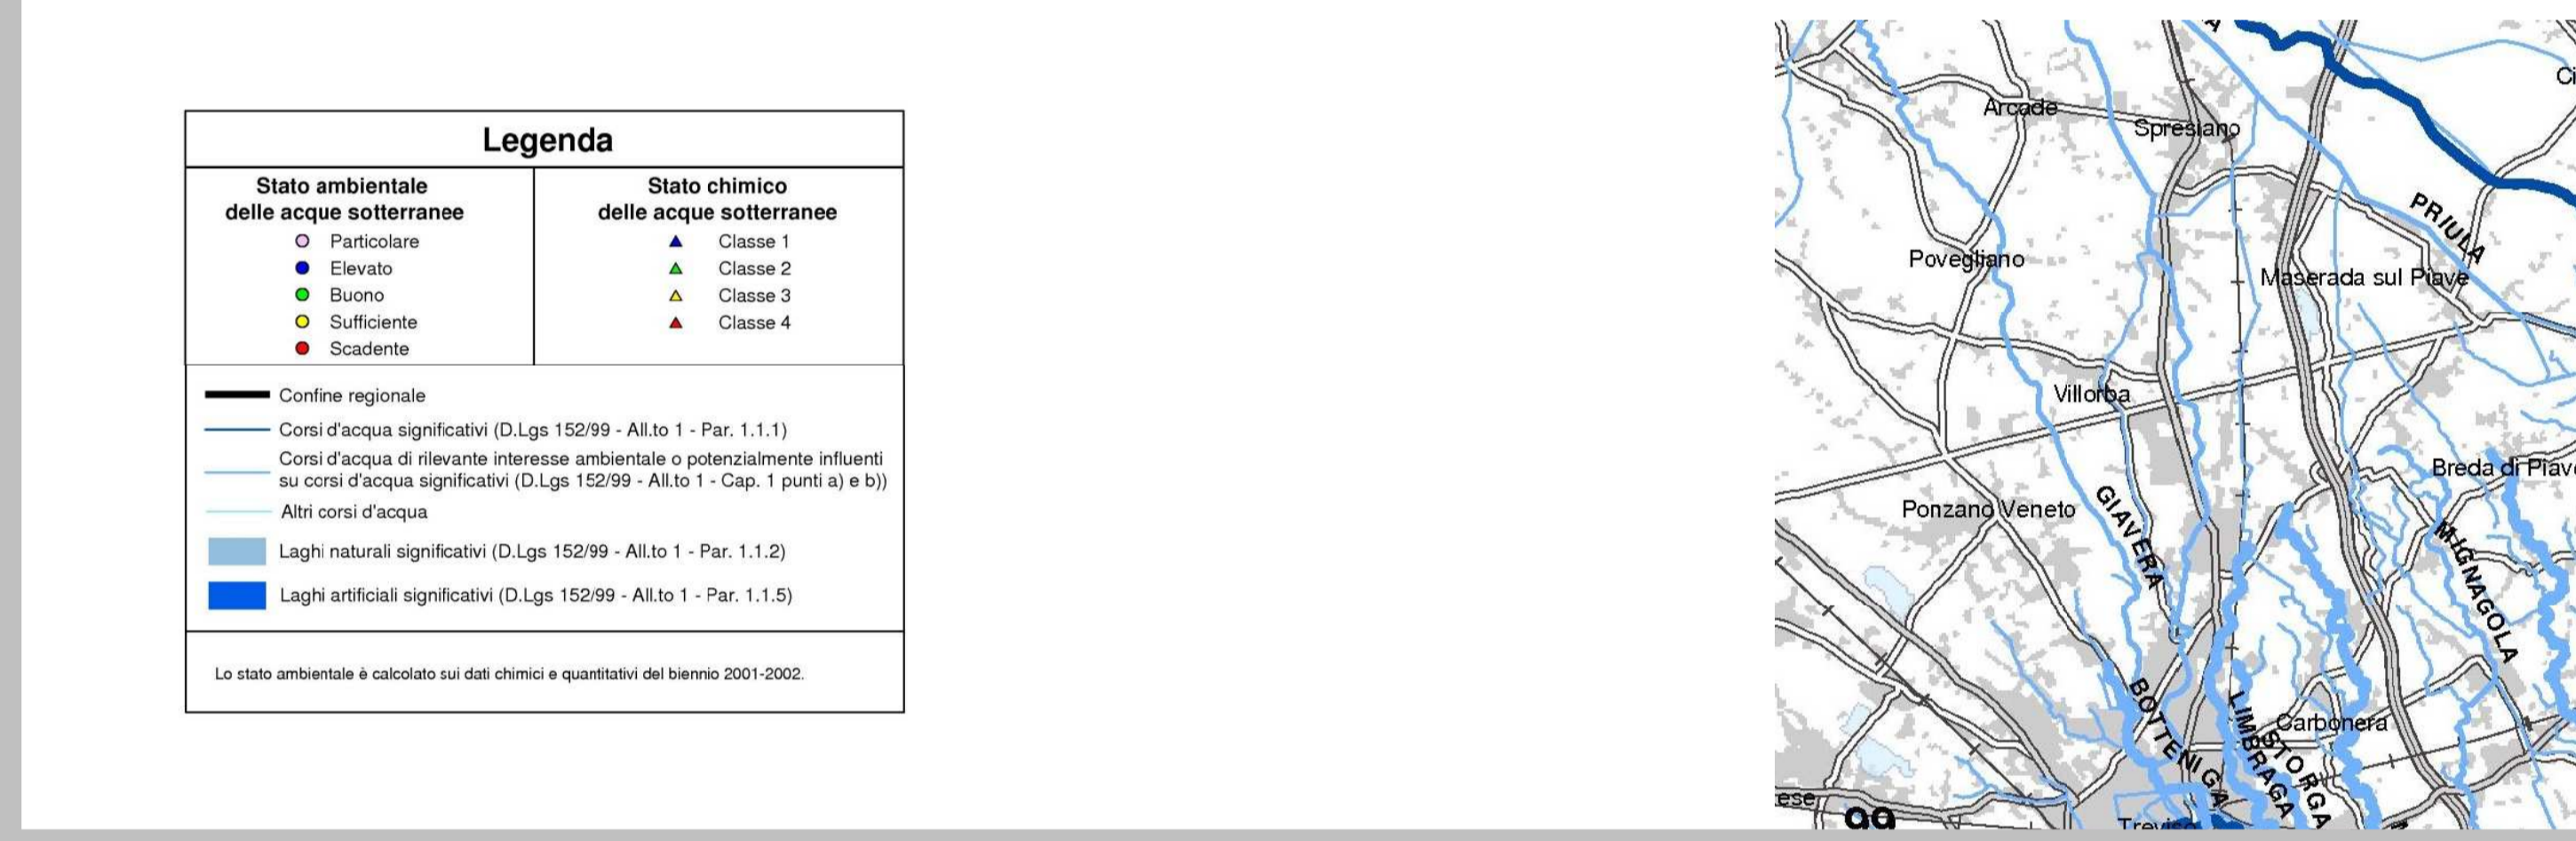 Legenda
Stato ambientale
delle acque sotterranee
Particolare
Elevato
Buono
Sufficiente
Scadente
Stato chimico
delle acque sotterranee
Classe 1
Classe 2
Classe 3
Classe 4
Confine regionale
Corsi d'acqua significativi (D.Lgs 152/99 - All.to 1 - Par. 1.1.1)
Corsi d'acqua di rilevante interesse ambientale o potenzialmente influenti
su corsi d'acqua significativi (D.Lgs 152/99 - All.to 1 - Cap. 1 punti a) e b))
Altri corsi d'acqua
Laghi naturali significativi (D.Lgs 152/99 - All.to 1 - Par. 1.1.2)
Laghi artificiali significativi (D.Lgs 152/99 - All.to 1 - Par. 1.1.5)
Lo stato ambientale è calcolato sui dati chimici e quantitativi del biennio 2001-2002.
Arcade
Spresiano
PRIULA
Povegliano
Maserada sul Piave
Villorba
Breda di Piave
Ponzano Veneto
GIAVERA
MIGNAGOLA
BOTTENIGA
LIMBRAGA
STORGA
Carbonera
ese
99
Treviso